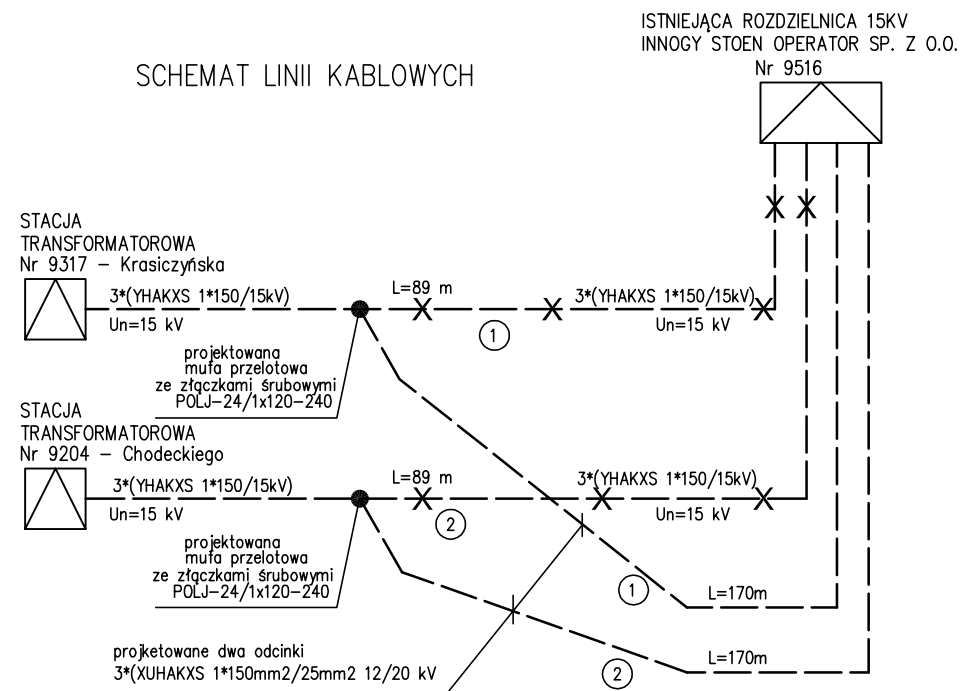 ISTNIEJĄCA ROZDZIELNICA 15KV
INNOGY STOEN OPERATOR SP. Z O.O.
Nr 9516
SCHEMAT LINII KABLOWYCH
STACJA
TRANSFORMATOROWA
Nr 9317 – Krasiczyńska
3*(YHAKXS 1*150/15kV)
Un=15 kV
L=89 m
1
3*(YHAKXS 1*150/15kV)
Un=15 kV
projektowana
mufa przelotowa
ze złączkami śrubowymi
POLJ–24/1x120–240
STACJA
TRANSFORMATOROWA
Nr 9204 – Chodeckiego
3*(YHAKXS 1*150/15kV)
Un=15 kV
L=89 m
2
3*(YHAKXS 1*150/15kV)
Un=15 kV
projektowana
mufa przelotowa
ze złączkami śrubowymi
POLJ–24/1x120–240
1
L=170m
projketowane dwa odcinki
3*(XUHAKXS 1*150mm2/25mm2 12/20 kV
2
L=170m